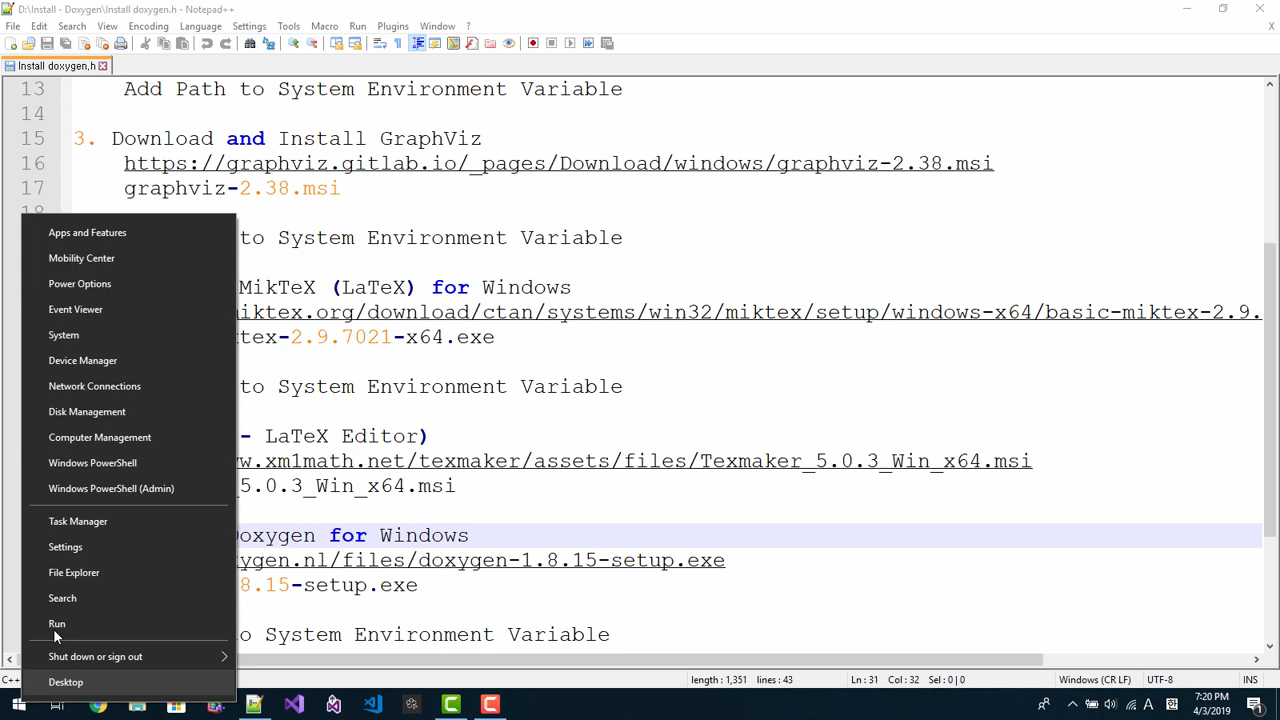 D:\Install - Doxygen\Install doxygen.h - Notepad++
File Edit Search View Encoding Language Settings Tools Macro Run Plugins Window ?
Install doxygen.h
13 Add Path to System Environment Variable
14
15 3. Download and Install GraphViz
16 https://graphviz.gitlab.io/_pages/Download/windows/graphviz-2.38.msi
17 graphviz-2.38.msi
18
to System Environment Variable
MikTeX (LaTeX) for Windows
miktex.org/download/ctan/systems/win32/miktex/setup/windows-x64/basic-miktex-2.9.
tex-2.9.7021-x64.exe
to System Environment Variable
- LaTeX Editor)
w.xm1math.net/texmaker/assets/files/Texmaker_5.0.3_Win_x64.msi
_5.0.3_Win_x64.msi
Doxygen for Windows
ygen.nl/files/doxygen-1.8.15-setup.exe
8.15-setup.exe
o System Environment Variable
Apps and Features
Mobility Center
Power Options
Event Viewer
System
Device Manager
Network Connections
Disk Management
Computer Management
Windows PowerShell
Windows PowerShell (Admin)
Task Manager
Settings
File Explorer
Search
Run
Shut down or sign out
Desktop
C++
length : 1,351 lines : 43
Ln : 31 Col : 32 Sel : 0 | 0
Windows (CR LF)
UTF-8
INS
A
7:20 PM
4/3/2019
1